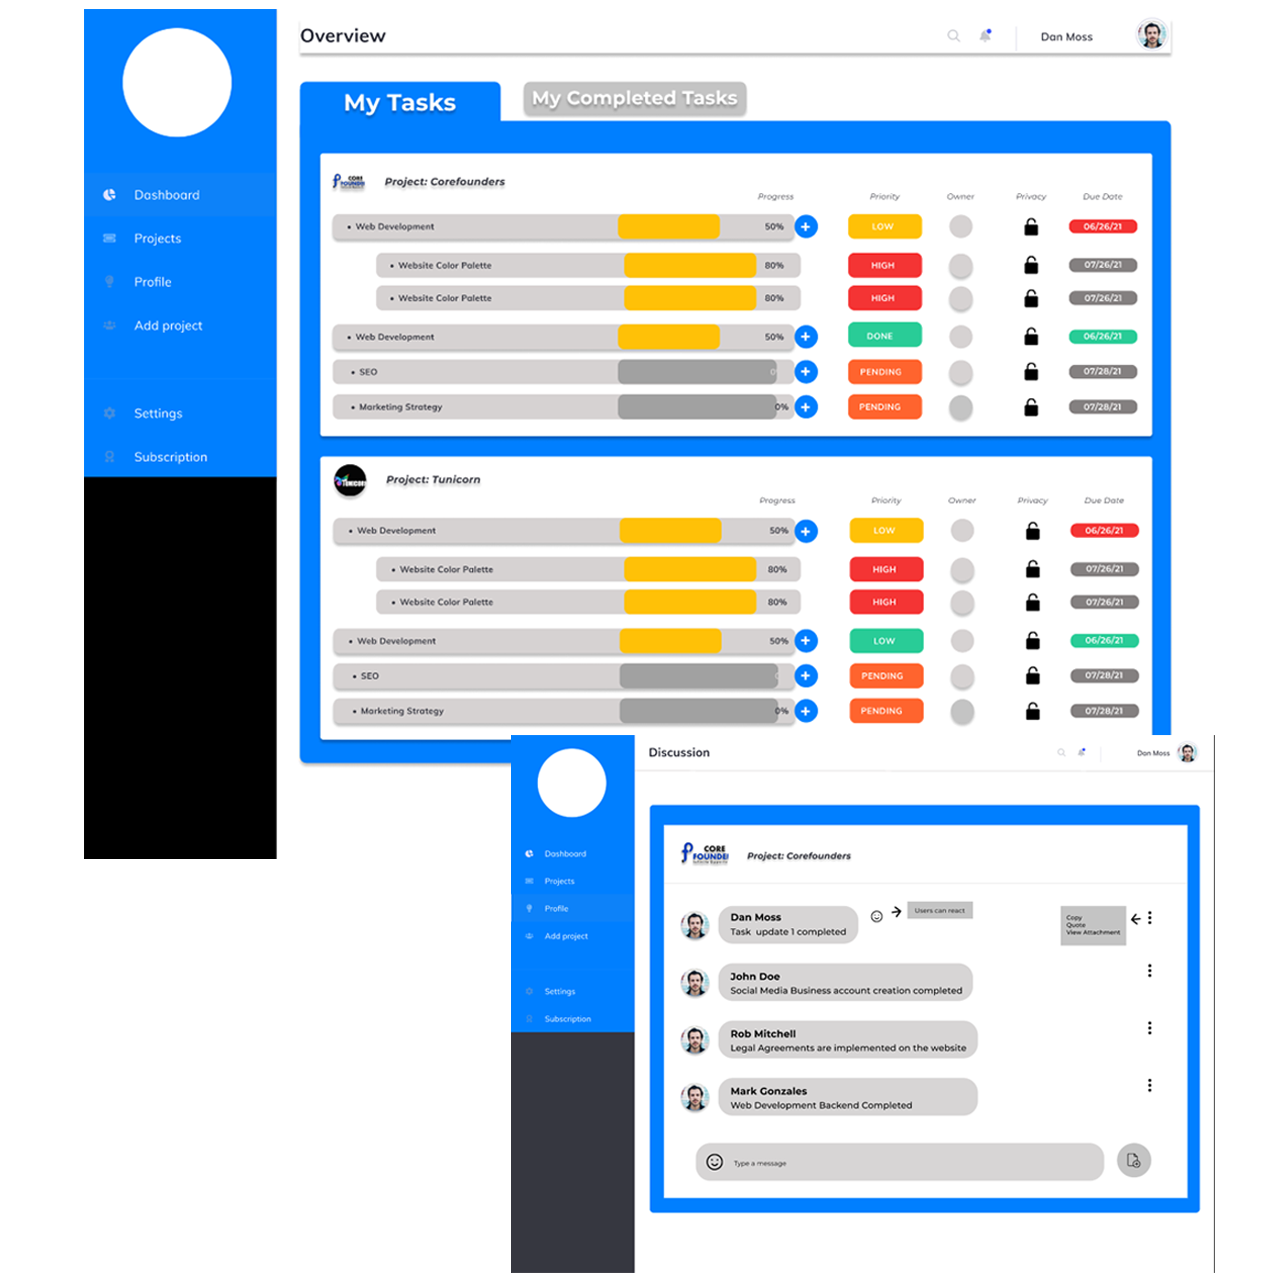 Overview
Dan Moss
My Tasks
My Completed Tasks
Dashboard
Projects
Profile
Add project
Settings
Subscription
CORE
FOUNDER
Project: Corefounders
Progress Priority Owner Privacy Due Date
• Web Development 50% + LOW 06/26/21
• Website Color Palette 80% HIGH 07/26/21
• Website Color Palette 80% HIGH 07/26/21
• Web Development 50% + DONE 06/26/21
• SEO 0 + PENDING 07/28/21
• Marketing Strategy 0% + PENDING 07/28/21
TUNICORN
Project: Tunicorn
Progress Priority Owner Privacy Due Date
• Web Development 50% + LOW 06/26/21
• Website Color Palette 80% HIGH 07/26/21
• Website Color Palette 80% HIGH 07/26/21
• Web Development 50% + LOW 06/26/21
• SEO + PENDING 07/28/21
• Marketing Strategy 0% + PENDING 07/28/21
Discussion
Dan Moss
Dashboard
Projects
Profile
Add project
Settings
Subscription
CORE
FOUNDER
Project: Corefounders
Dan Moss
Task update 1 completed
Users can react
Copy
Quote
View Attachment
John Doe
Social Media Business account creation completed
Rob Mitchell
Legal Agreements are implemented on the website
Mark Gonzales
Web Development Backend Completed
Type a message